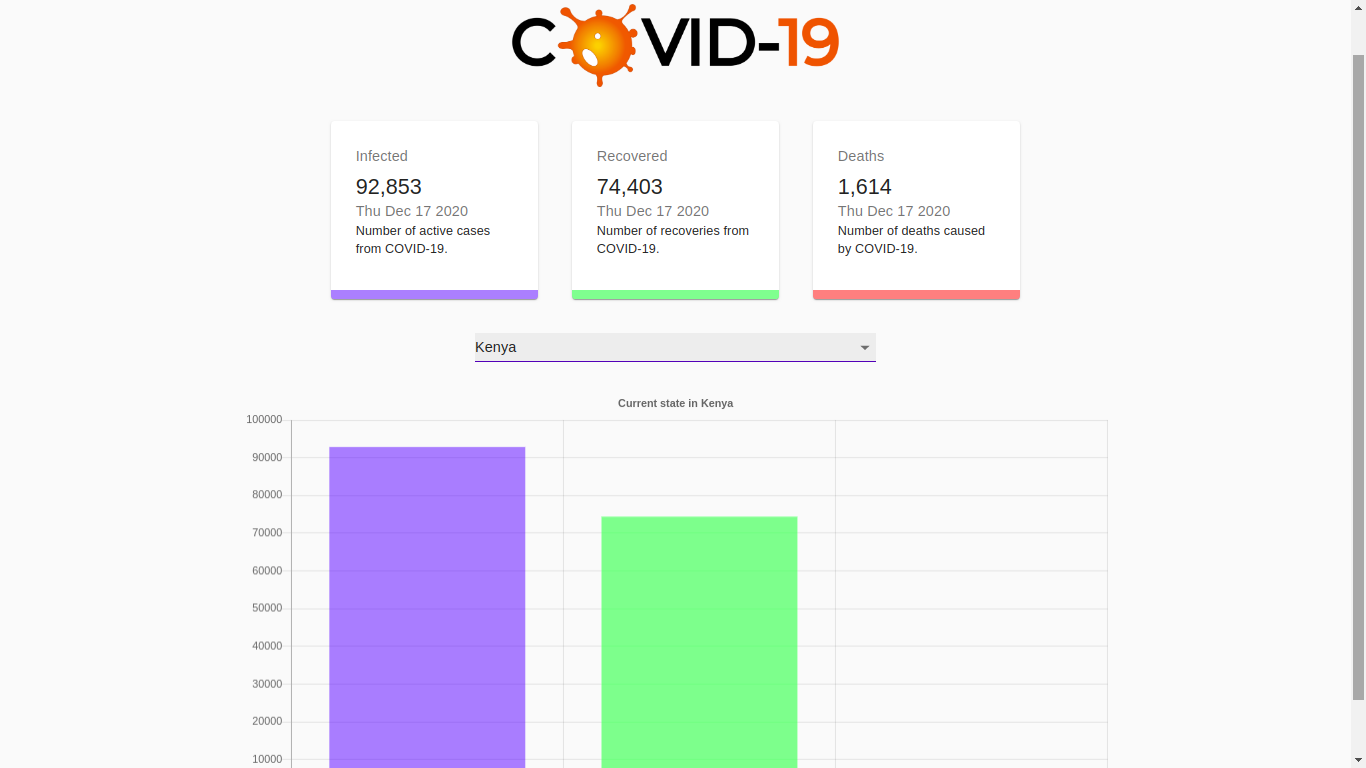 COVID-19
Infected
92,853
Thu Dec 17 2020
Number of active cases
from COVID-19.
Recovered
74,403
Thu Dec 17 2020
Number of recoveries from
COVID-19.
Deaths
1,614
Thu Dec 17 2020
Number of deaths caused
by COVID-19.
Kenya
Current state in Kenya
100000
90000
80000
70000
60000
50000
40000
30000
20000
10000